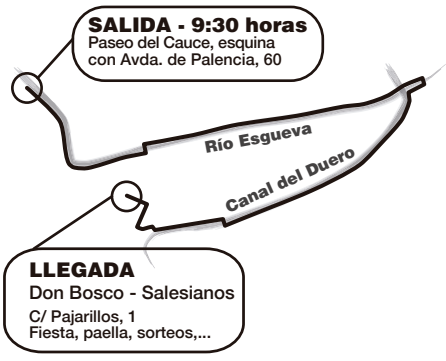 SALIDA - 9:30 horas
Paseo del Cauce, esquina
con Avda. de Palencia, 60
Río Esgueva
Canal del Duero
LLEGADA
Don Bosco - Salesianos
C/ Pajarillos, 1
Fiesta, paella, sorteos,...